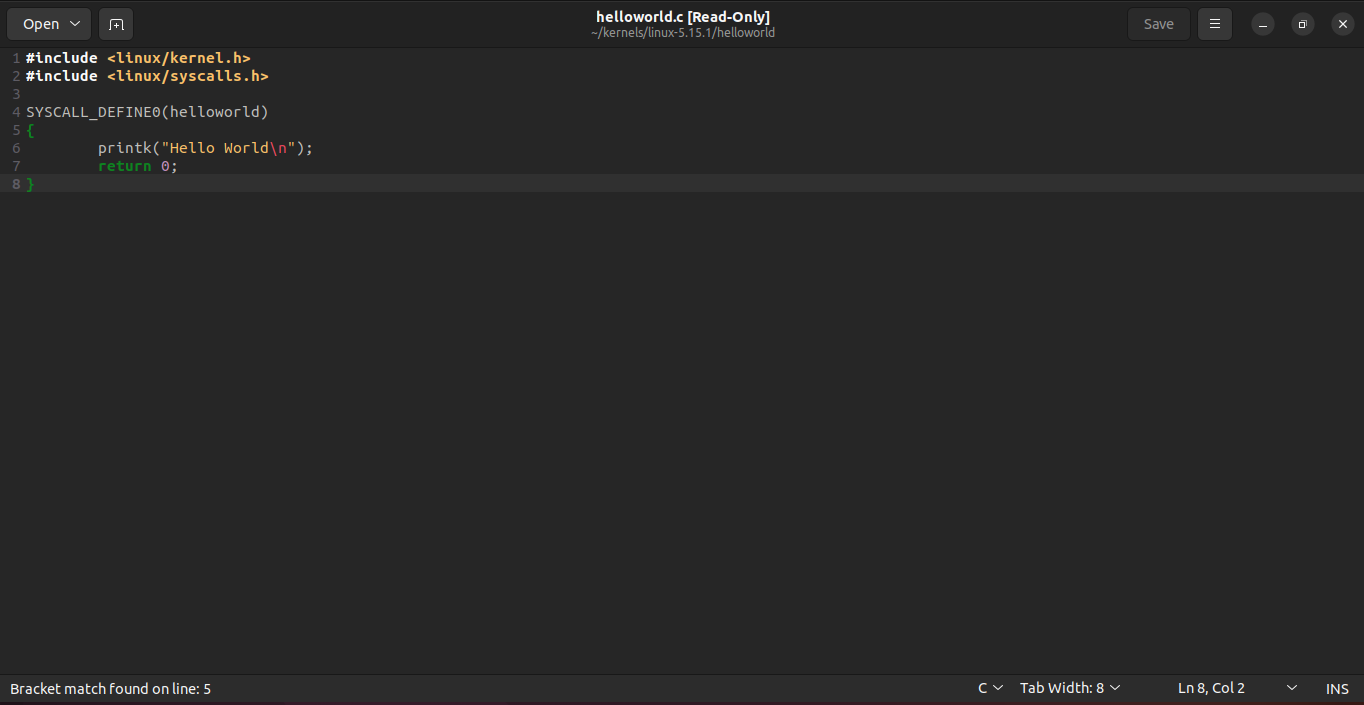 Open
helloworld.c [Read-Only]
~/kernels/linux-5.15.1/helloworld
Save
1 #include <linux/kernel.h>
2 #include <linux/syscalls.h>
3
4 SYSCALL_DEFINE0(helloworld)
5 {
6         printk("Hello World\n");
7         return 0;
8 }
Bracket match found on line: 5
C
Tab Width: 8
Ln 8, Col 2
INS